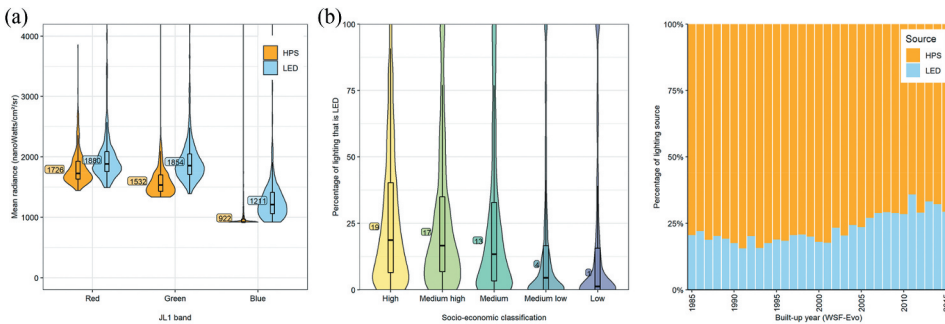 (a)
Mean radiance (nanoWatts/cm²/sr)
4000
3000
2000
1000
0
HPS
LED
1726
1880
1532
1854
922
1211
Red
Green
Blue
JL1 band
(b)
Percentage of lighting that is LED
100
75
50
25
0
19
17
13
4
1
High
Medium high
Medium
Medium low
Low
Socio-economic classification
Percentage of lighting source
100%
75%
50%
25%
0%
Source
HPS
LED
1985
1990
1995
2000
2005
2010
Built-up year (WSF-Evo)